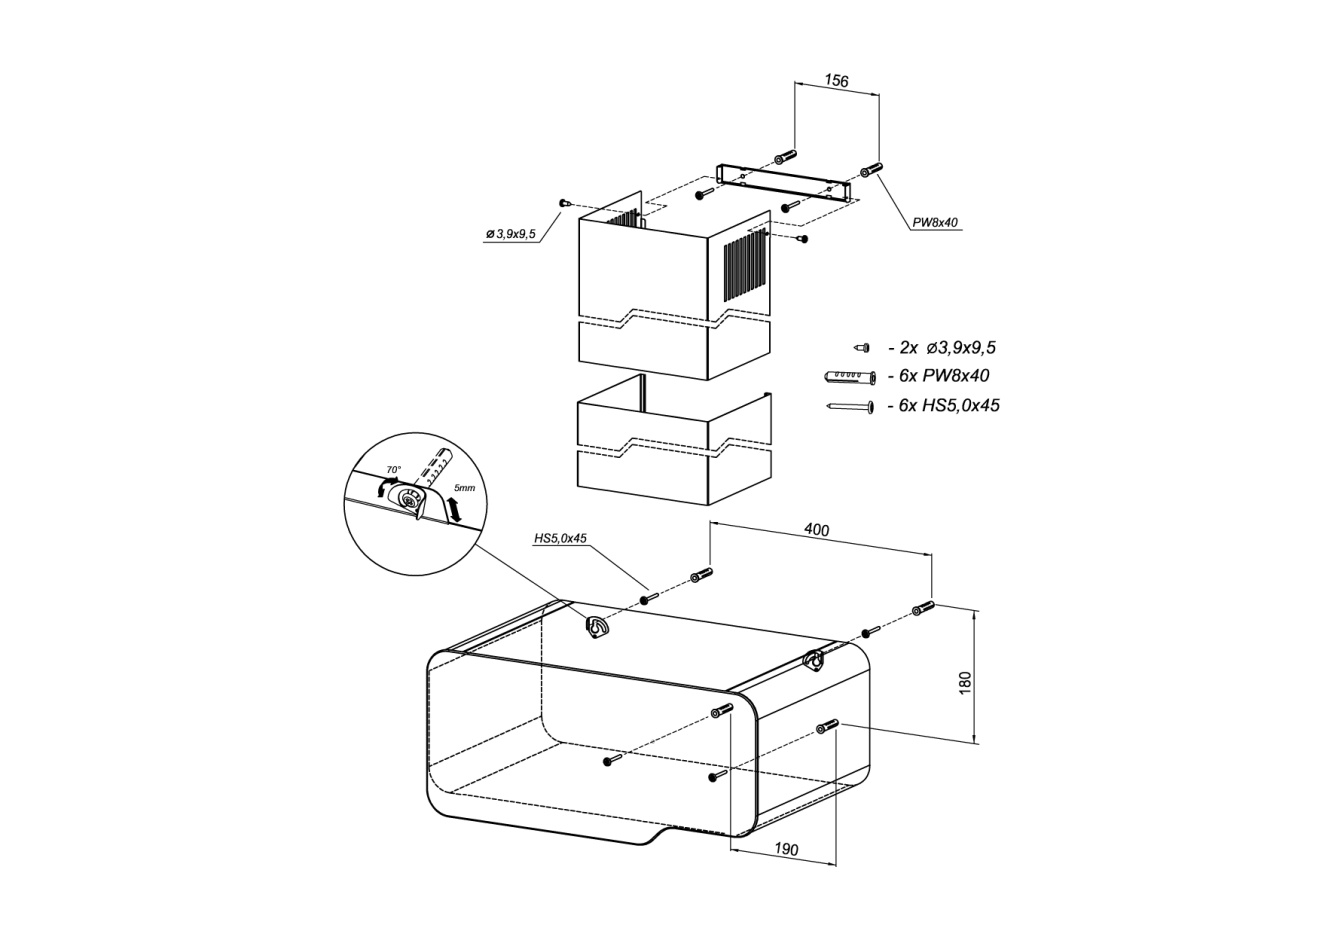 156
PW8x40
⌀3,9x9,5
- 2x ⌀3,9x9,5
- 6x PW8x40
- 6x HS5,0x45
70°
5mm
HS5,0x45
400
180
190